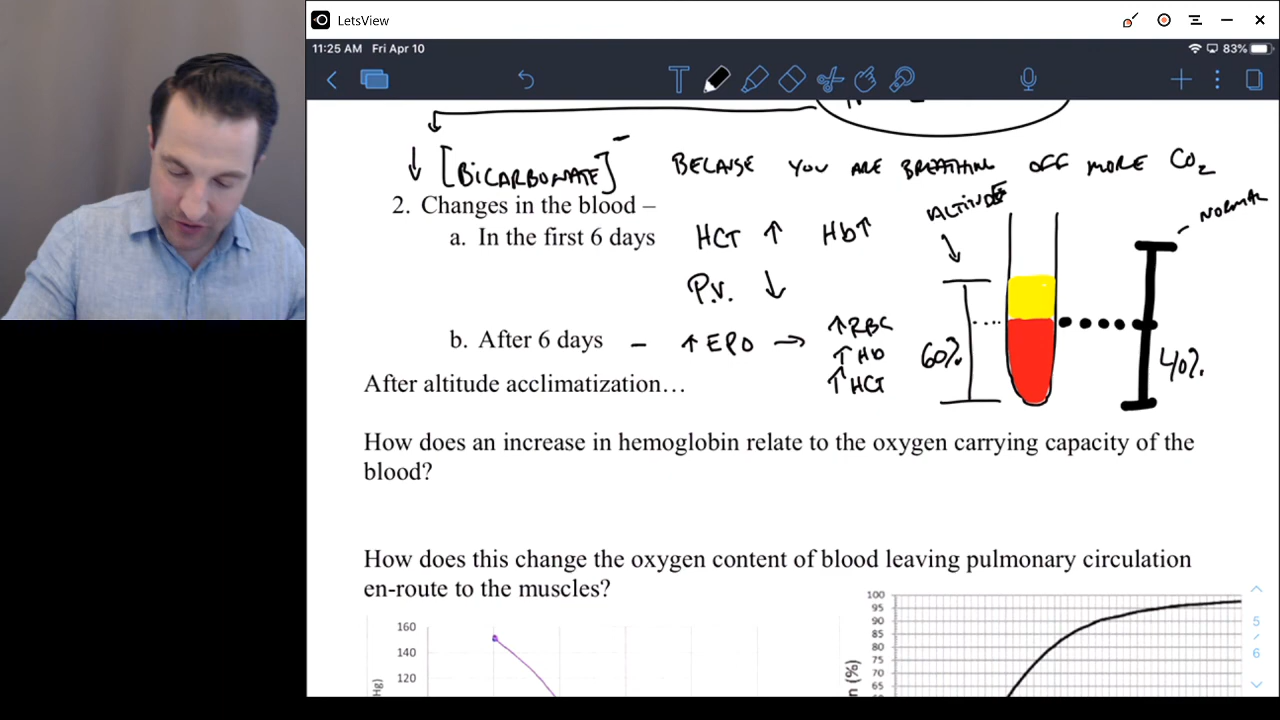 LetsView
11:25 AM Fri Apr 10
83%
↓ [BICARBONATE]⁻ BECAUSE YOU ARE BREATHING OFF MORE CO₂
2. Changes in the blood –
ALTITUDE
NORMAL
a. In the first 6 days HCT ↑ Hb↑
P.V. ↓
b. After 6 days - ↑EPO → ↑RBC
↑Hb
↑HCT
60%
40%
After altitude acclimatization…
How does an increase in hemoglobin relate to the oxygen carrying capacity of the
blood?
How does this change the oxygen content of blood leaving pulmonary circulation
en-route to the muscles?
160
140
120
Hg)
100
95
90
85
80
75
70
65
n (%)
5
/
6